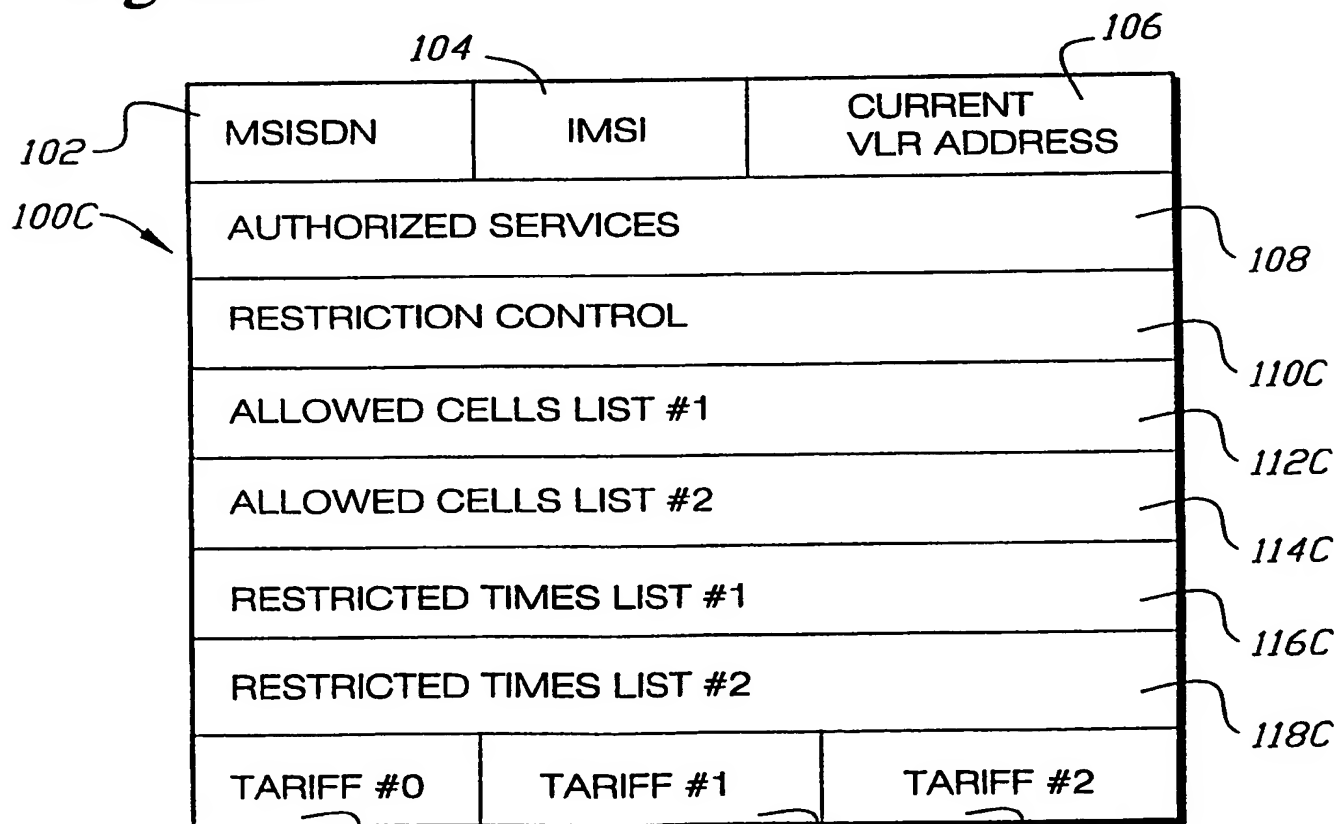 104
106
MSISDN
IMSI
CURRENT
VLR ADDRESS
102
100C
AUTHORIZED SERVICES
108
RESTRICTION CONTROL
110C
ALLOWED CELLS LIST #1
112C
ALLOWED CELLS LIST #2
114C
RESTRICTED TIMES LIST #1
116C
RESTRICTED TIMES LIST #2
118C
TARIFF #0
TARIFF #1
TARIFF #2